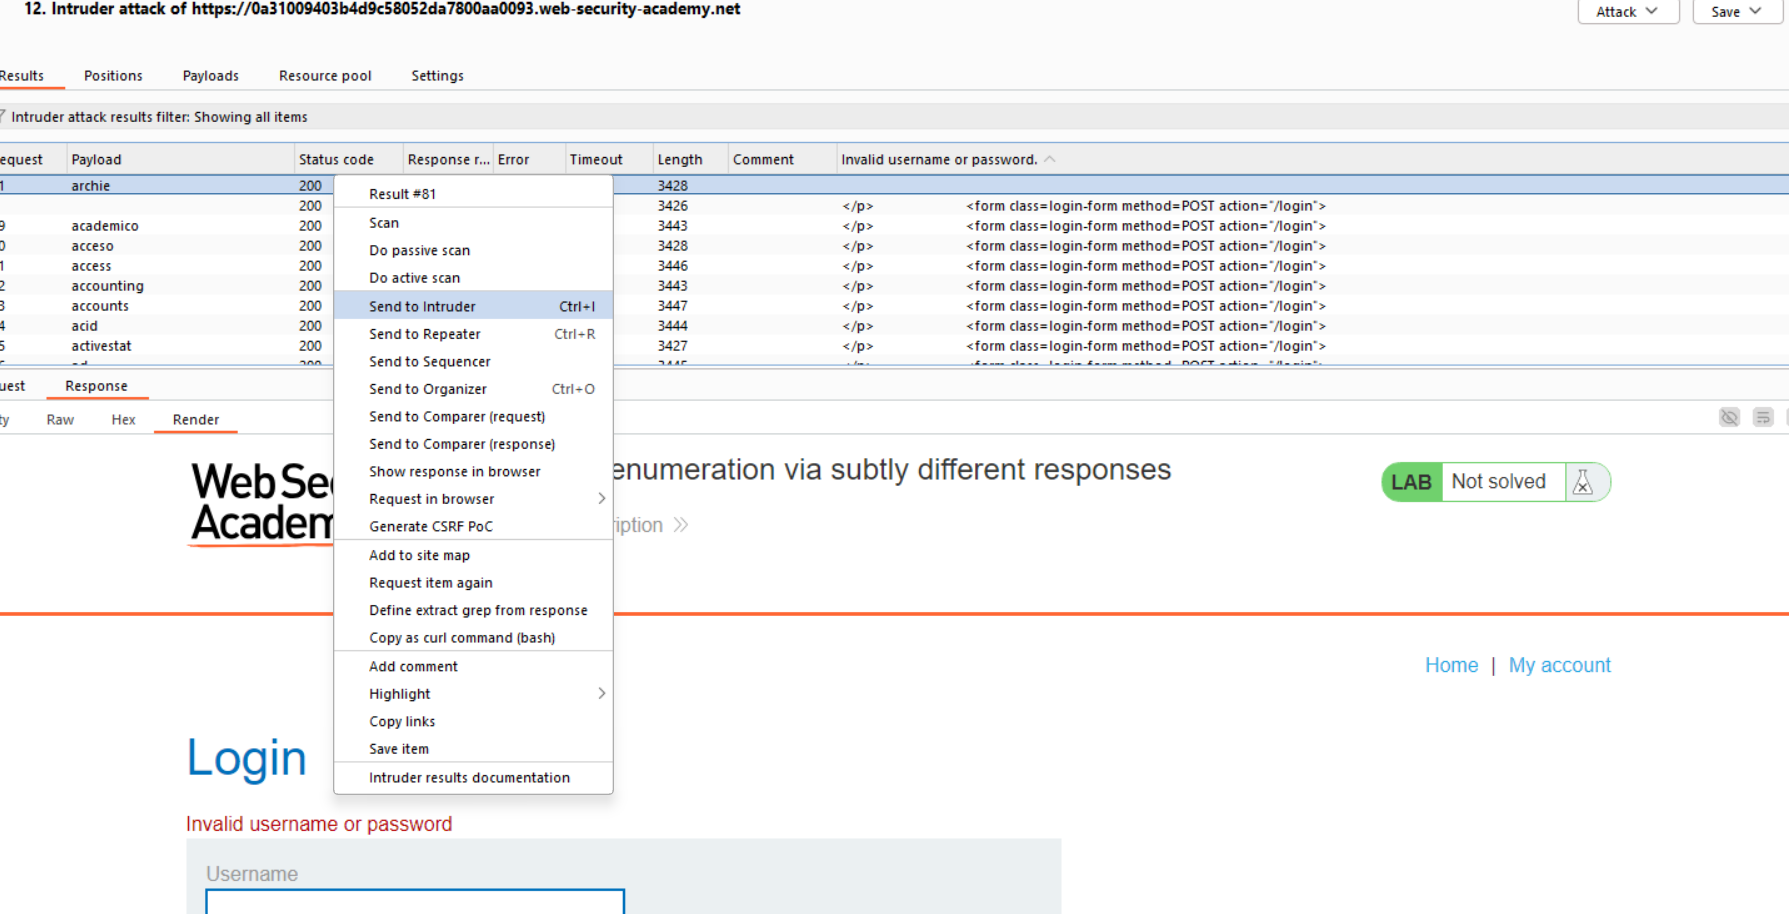 12. Intruder attack of https://0a31009403b4d9c58052da7800aa0093.web-security-academy.net
Attack
Save
Results Positions Payloads Resource pool Settings
Intruder attack results filter: Showing all items
equest Payload Status code Response r... Error Timeout Length Comment Invalid username or password.
1 archie 200 3428
200 3426 </p> <form class=login-form method=POST action="/login">
9 academico 200 3443 </p> <form class=login-form method=POST action="/login">
0 acceso 200 3428 </p> <form class=login-form method=POST action="/login">
1 access 200 3446 </p> <form class=login-form method=POST action="/login">
2 accounting 200 3443 </p> <form class=login-form method=POST action="/login">
3 accounts 200 3447 </p> <form class=login-form method=POST action="/login">
4 acid 200 3444 </p> <form class=login-form method=POST action="/login">
5 activestat 200 3427 </p> <form class=login-form method=POST action="/login">
Result #81
Scan
Do passive scan
Do active scan
Send to Intruder Ctrl+I
Send to Repeater Ctrl+R
Send to Sequencer
Send to Organizer Ctrl+O
Send to Comparer (request)
Send to Comparer (response)
Show response in browser
Request in browser
Generate CSRF PoC
Add to site map
Request item again
Define extract grep from response
Copy as curl command (bash)
Add comment
Highlight
Copy links
Save item
Intruder results documentation
uest Response
ty Raw Hex Render
Web Se
Academ
enumeration via subtly different responses
LAB Not solved
iption
Home | My account
Login
Invalid username or password
Username